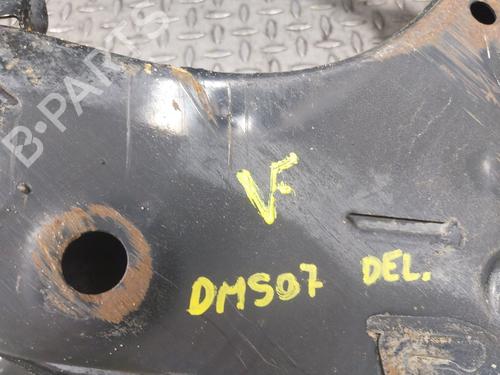 B-PARTS
VF
DMS07 DEL.